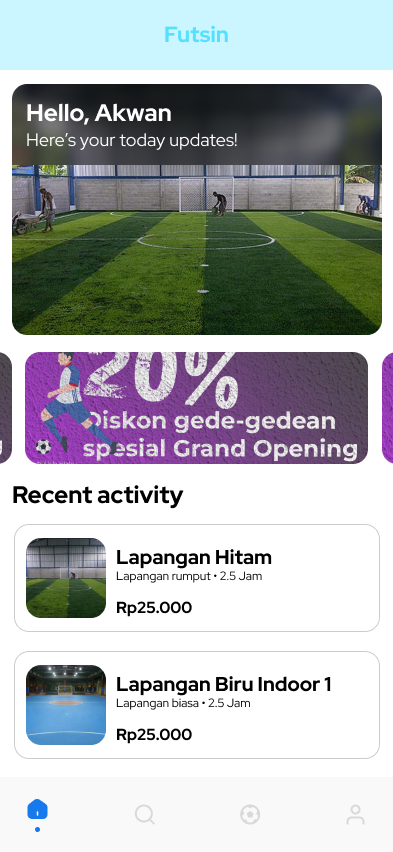 Futsin
Hello, Akwan
Here's your today updates!
20%
Diskon gede-gedean
spesial Grand Opening
Recent activity
Lapangan Hitam
Lapangan rumput • 2.5 Jam
Rp25.000
Lapangan Biru Indoor 1
Lapangan biasa • 2.5 Jam
Rp25.000